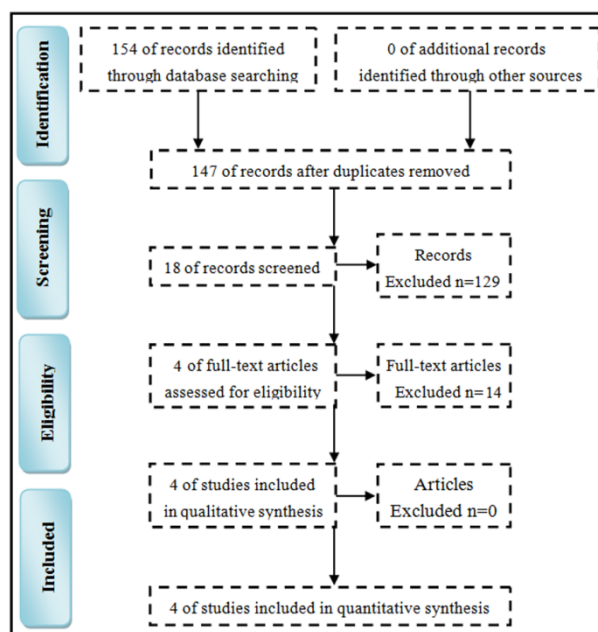 Identification
154 of records identified
through database searching
0 of additional records
identified through other sources
147 of records after duplicates removed
Screening
18 of records screened
Records
Excluded n=129
Eligibility
4 of full-text articles
assessed for eligibility
Full-text articles
Excluded n=14
Included
4 of studies included
in qualitative synthesis
Articles
Excluded n=0
4 of studies included in quantitative synthesis